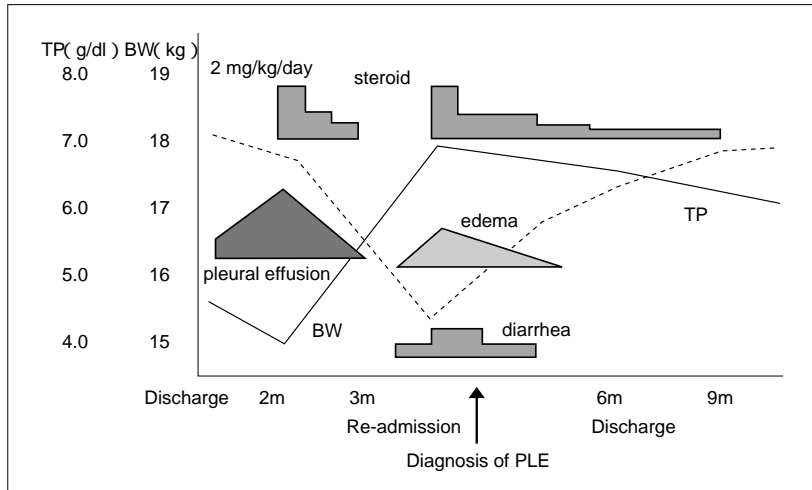 TP( g/dl ) BW( kg )
8.0 19 2 mg/kg/day steroid
7.0 18
6.0 17 edema TP
5.0 16 pleural effusion
BW diarrhea
4.0 15
Discharge 2m 3m 6m 9m
Re-admission Discharge
Diagnosis of PLE